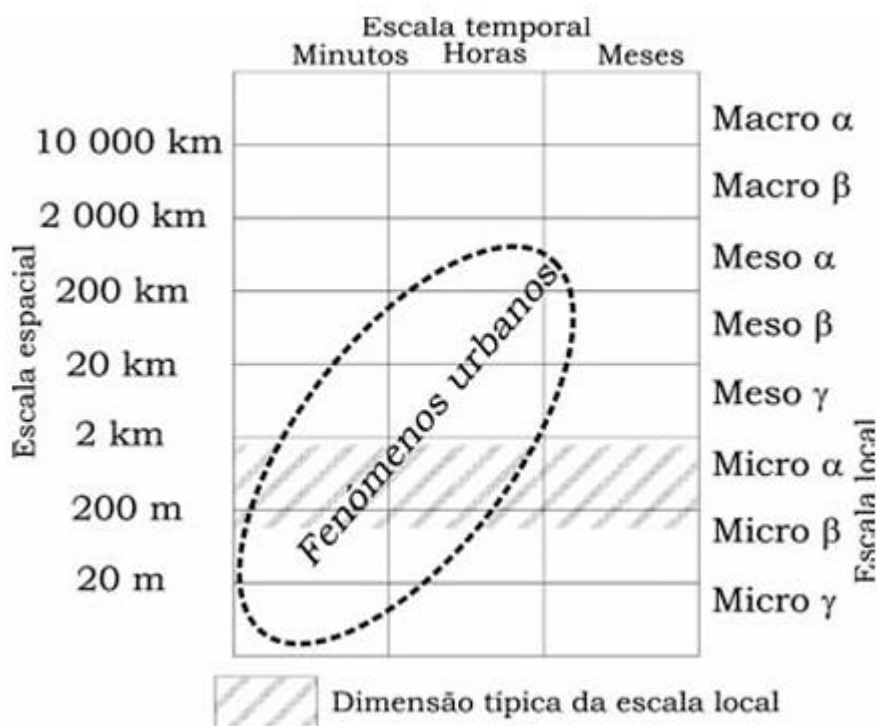 Escala temporal
Minutos Horas Meses
Macro α
10 000 km
Macro β
2 000 km
Meso α
200 km
Meso β
20 km
Meso γ
2 km
Micro α
200 m
Micro β
20 m
Micro γ
Escala espacial
Fenómenos urbanos
Escala local
Dimensão típica da escala local